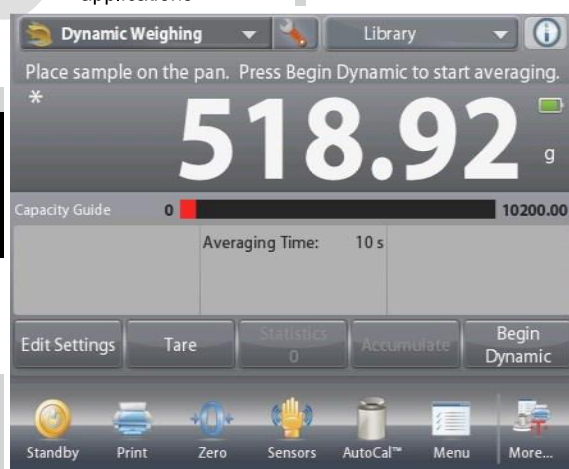 applications
Dynamic Weighing Library
Place sample on the pan. Press Begin Dynamic to start averaging.
*
518.92 g
Capacity Guide 0 10200.00
Averaging Time: 10 s
Edit Settings Tare Statistics 0 Accumulate Begin Dynamic
Standby Print Zero Sensors AutoCal™ Menu More...